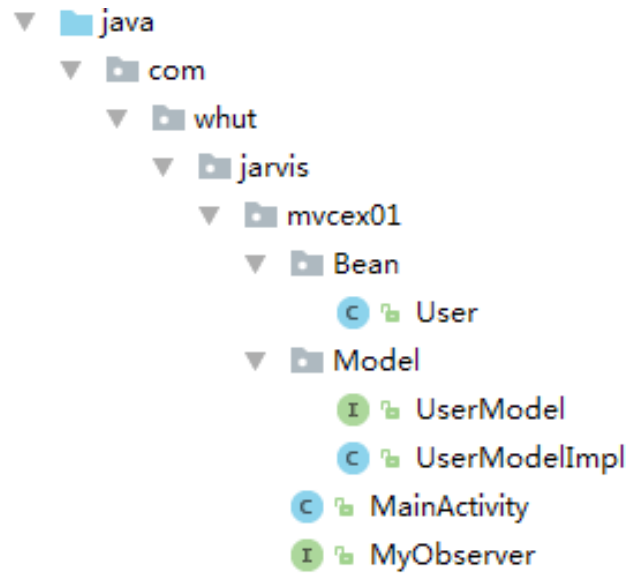 java
com
whut
jarvis
mvcex01
Bean
C User
Model
I UserModel
C UserModelImpl
C MainActivity
I MyObserver